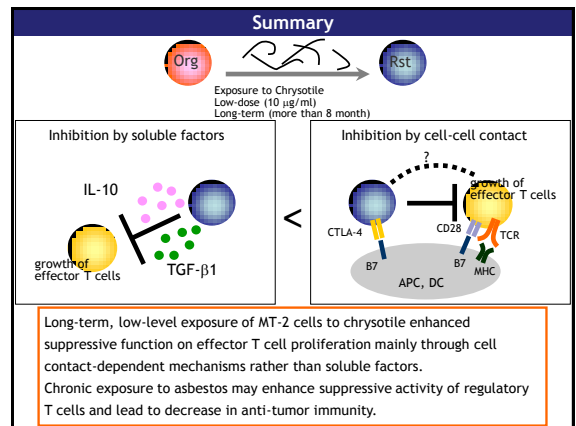 Summary
Org
Rst
Exposure to Chrysotile
Low-dose (10 µg/ml)
Long-term (more than 8 month)
Inhibition by soluble factors
IL-10
growth of
effector T cells
TGF-β1
<
Inhibition by cell-cell contact
?
growth of
effector T cells
CTLA-4
CD28
TCR
B7
B7
MHC
APC, DC
Long-term, low-level exposure of MT-2 cells to chrysotile enhanced
suppressive function on effector T cell proliferation mainly through cell
contact-dependent mechanisms rather than soluble factors.
Chronic exposure to asbestos may enhance suppressive activity of regulatory
T cells and lead to decrease in anti-tumor immunity.